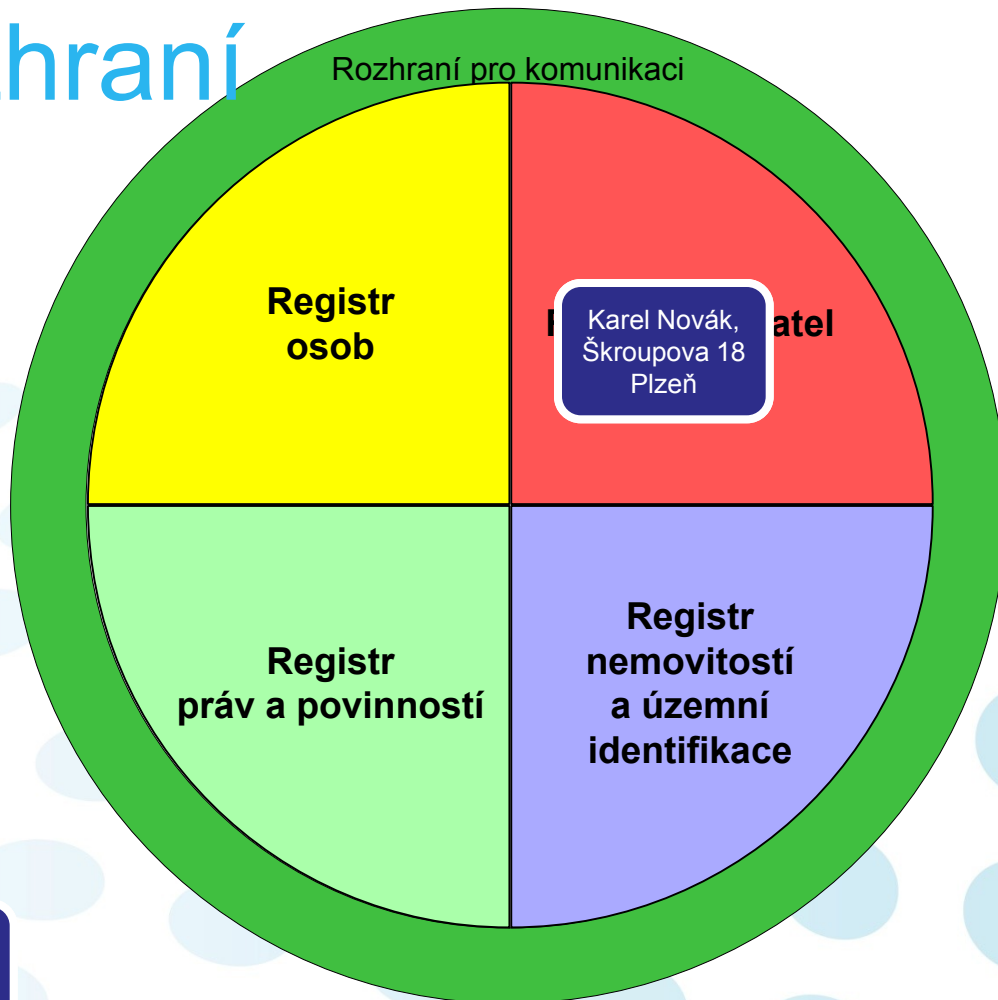 hraní
Rozhraní pro komunikaci
Registr
osob
Karel Novák,
Škroupova 18
Plzeň
atel
Registr
práv a povinností
Registr
nemovitostí
a územní
identifikace